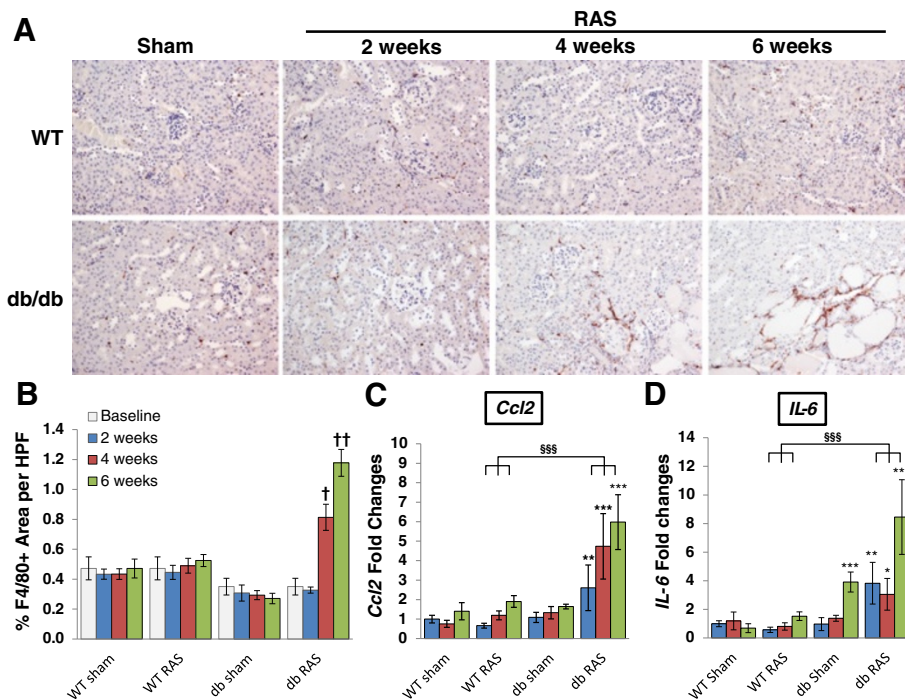 A
RAS
Sham
2 weeks
4 weeks
6 weeks
WT
db/db
B
% F4/80+ Area per HPF
1.4
1.2
1.0
0.8
0.6
0.4
0.2
0.0
Baseline
2 weeks
4 weeks
6 weeks
†
††
WT sham
WT RAS
db sham
db RAS
C
Ccl2
Ccl2 Fold Changes
10
9
8
7
6
5
4
3
2
1
0
§§§
**
***
***
WT sham
WT RAS
db sham
db RAS
D
IL-6
IL-6 Fold changes
14
12
10
8
6
4
2
0
§§§
***
**
*
**
WT Sham
WT RAS
db Sham
db RAS